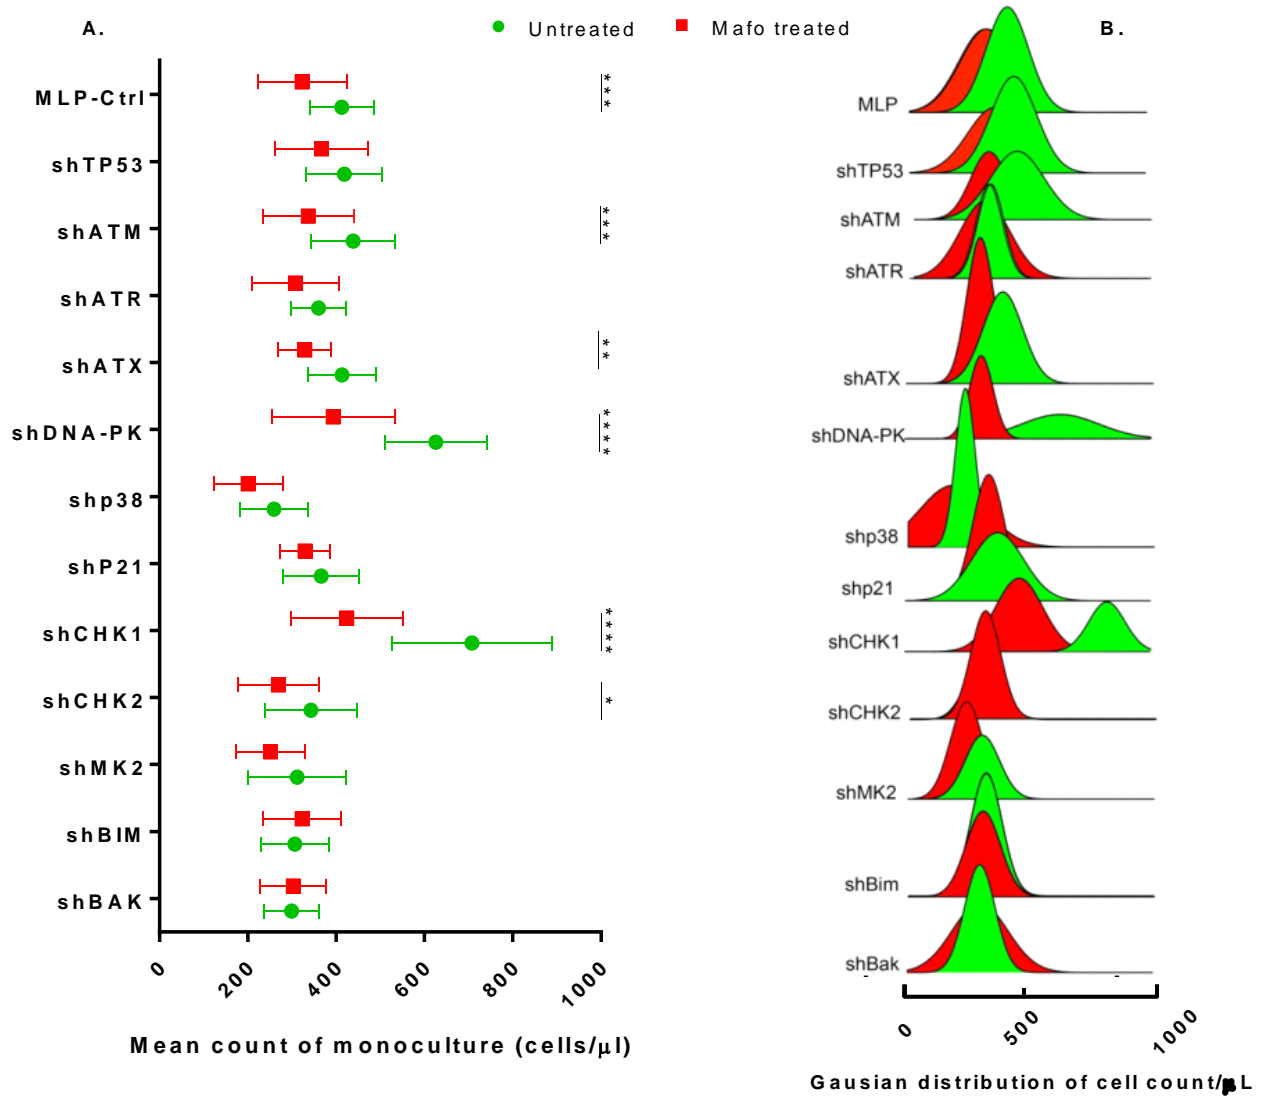 A.
Untreated
Mafo treated
B.
MLP-Ctrl
***
shTP53
shATM
***
shATR
shATX
**
shDNA-PK
****
shp38
shP21
shCHK1
****
shCHK2
*
shMK2
shBIM
shBAK
0 200 400 600 800 1000
Mean count of monoculture (cells/μl)
MLP
shTP53
shATM
shATR
shATX
shDNA-PK
shp38
shp21
shCHK1
shCHK2
shMK2
shBim
shBak
0 500 1000
Gausian distribution of cell count/μL